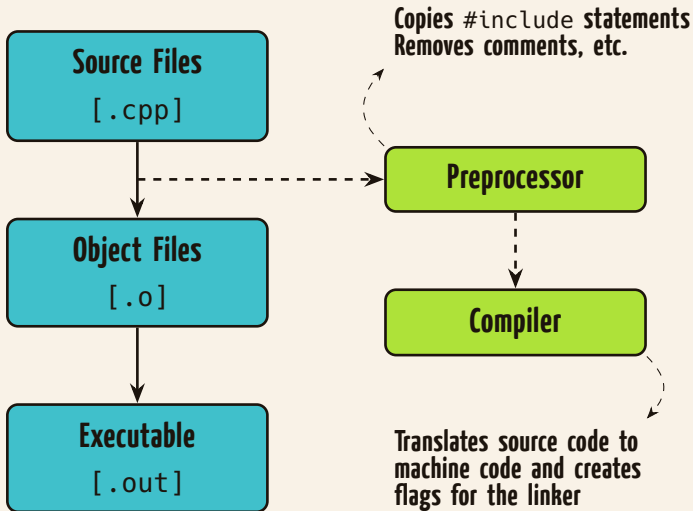 Copies #include statements
Removes comments, etc.
Source Files
[.cpp]
Preprocessor
Object Files
[.o]
Compiler
Executable
[.out]
Translates source code to
machine code and creates
flags for the linker